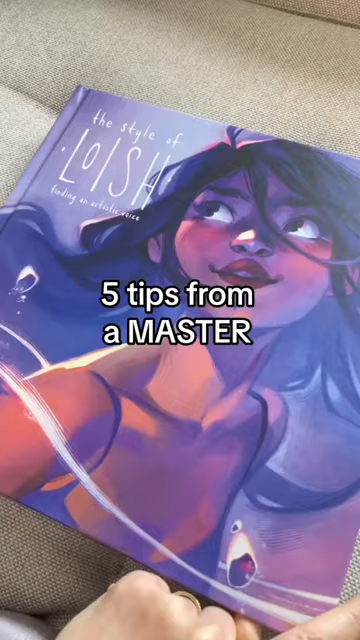 the style of
LOISH
finding an artistic voice
5 tips from
a MASTER